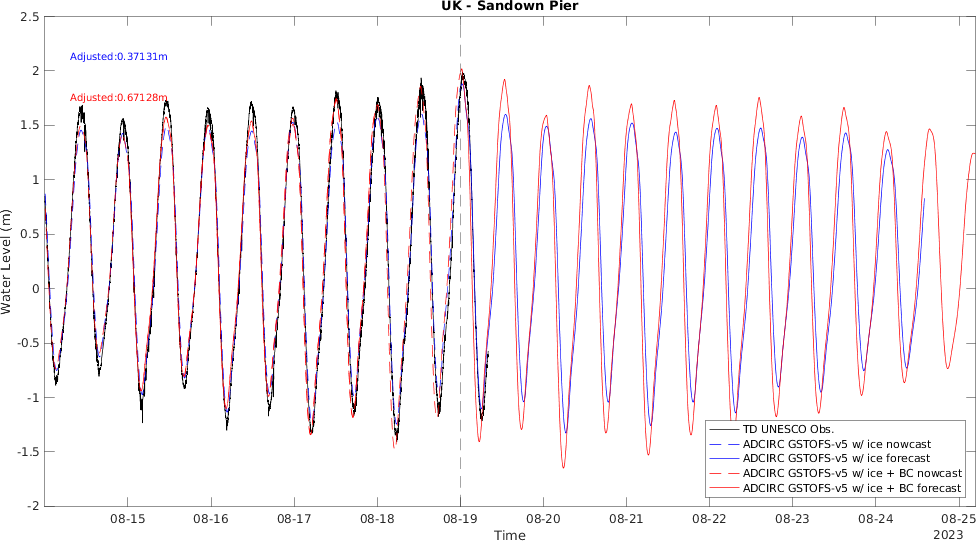 UK - Sandown Pier
2.5
2
1.5
1
0.5
0
-0.5
-1
-1.5
-2
Water Level (m)
Adjusted:0.37131m
Adjusted:0.67128m
TD UNESCO Obs.
ADCIRC GSTOFS-v5 w/ ice nowcast
ADCIRC GSTOFS-v5 w/ ice forecast
ADCIRC GSTOFS-v5 w/ ice + BC nowcast
ADCIRC GSTOFS-v5 w/ ice + BC forecast
08-15 08-16 08-17 08-18 08-19 08-20 08-21 08-22 08-23 08-24 08-25
2023
Time